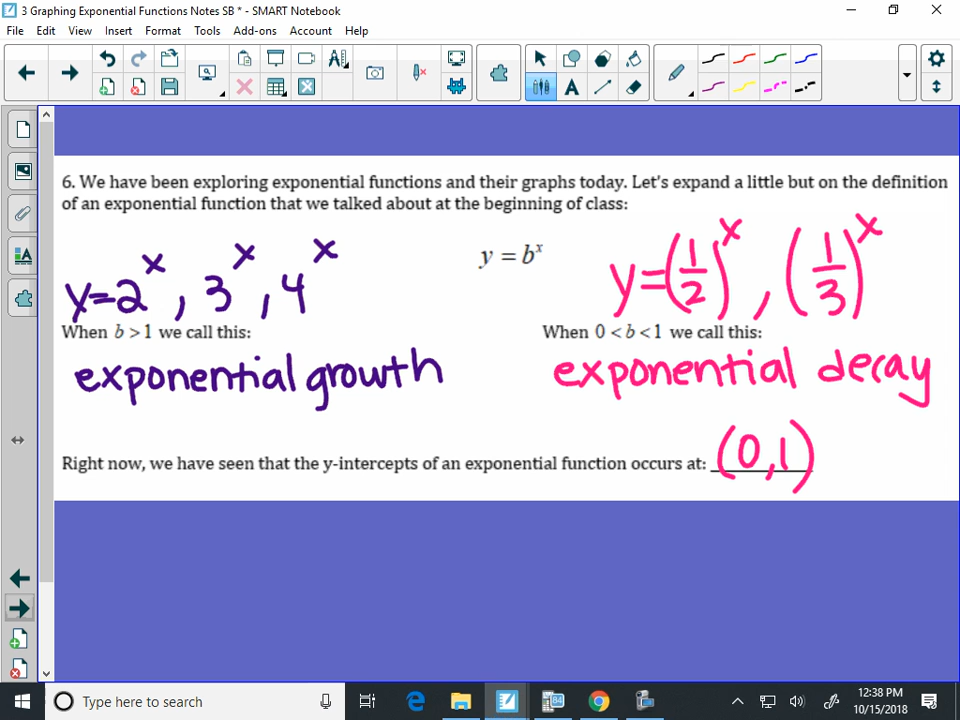 3 Graphing Exponential Functions Notes SB * - SMART Notebook
File Edit View Insert Format Tools Add-ons Account Help
6. We have been exploring exponential functions and their graphs today. Let's expand a little but on the definition
of an exponential function that we talked about at the beginning of class:
y = b^x
y=2^x, 3^x, 4^x
y=(1/2)^x, (1/3)^x
When b > 1 we call this:
When 0 < b < 1 we call this:
exponential growth
exponential decay
Right now, we have seen that the y-intercepts of an exponential function occurs at: (0,1)
Type here to search
84
12:38 PM
10/15/2018